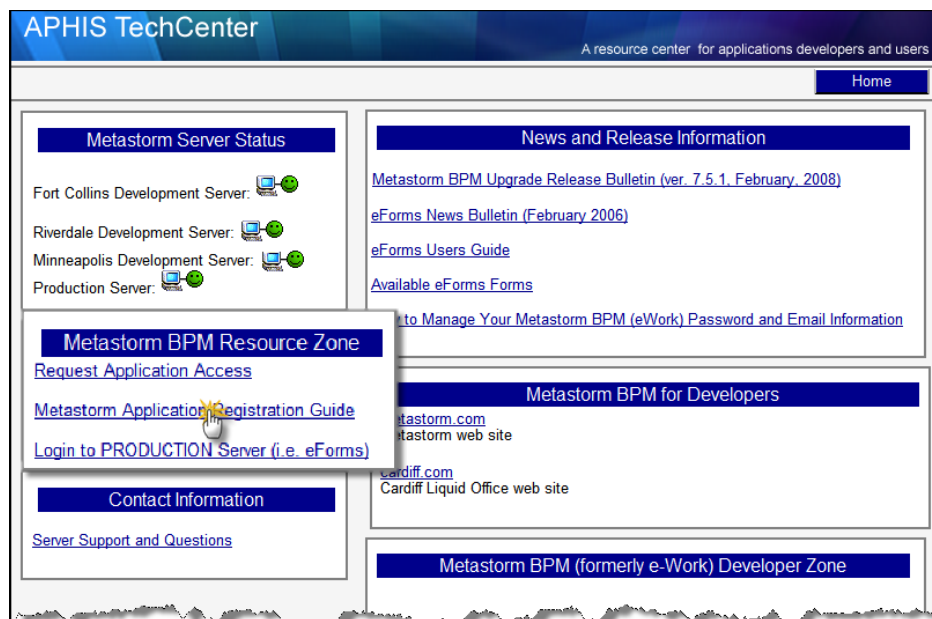 APHIS TechCenter
A resource center for applications developers and users
Home
Metastorm Server Status
Fort Collins Development Server:
Riverdale Development Server:
Minneapolis Development Server:
Production Server:
Metastorm BPM Resource Zone
Request Application Access
Metastorm Application Registration Guide
Login to PRODUCTION Server (i.e. eForms)
Contact Information
Server Support and Questions
News and Release Information
Metastorm BPM Upgrade Release Bulletin (ver. 7.5.1, February, 2008)
eForms News Bulletin (February 2006)
eForms Users Guide
Available eForms Forms
to Manage Your Metastorm BPM (eWork) Password and Email Information
Metastorm BPM for Developers
etastorm.com
etastorm web site
cardiff.com
Cardiff Liquid Office web site
Metastorm BPM (formerly e-Work) Developer Zone